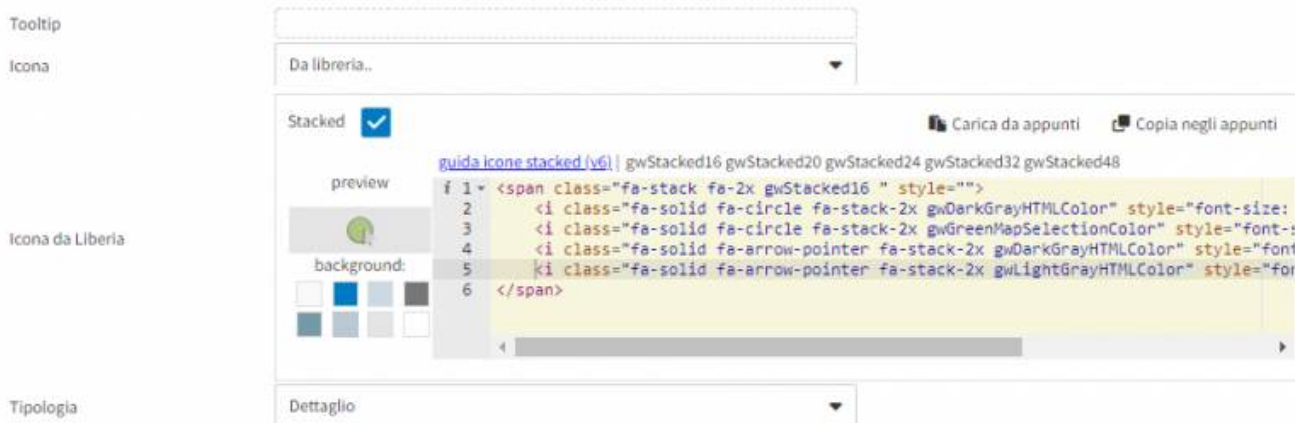 Tooltip
Icona Da libreria..
Stacked Carica da appunti Copia negli appunti
guida icone stacked (v6) | gwStacked16 gwStacked20 gwStacked24 gwStacked32 gwStacked48
preview
i 1 <span class="fa-stack fa-2x gwStacked16 " style="">
2 <i class="fa-solid fa-circle fa-stack-2x gwDarkGrayHTMLColor" style="font-size:
3 <i class="fa-solid fa-circle fa-stack-2x gwGreenMapSelectionColor" style="font-s
4 <i class="fa-solid fa-arrow-pointer fa-stack-2x gwDarkGrayHTMLColor" style="font
5 <i class="fa-solid fa-arrow-pointer fa-stack-2x gwLightGrayHTMLColor" style="for
6 </span>
Icona da Liberia
background:
Tipologia Dettaglio